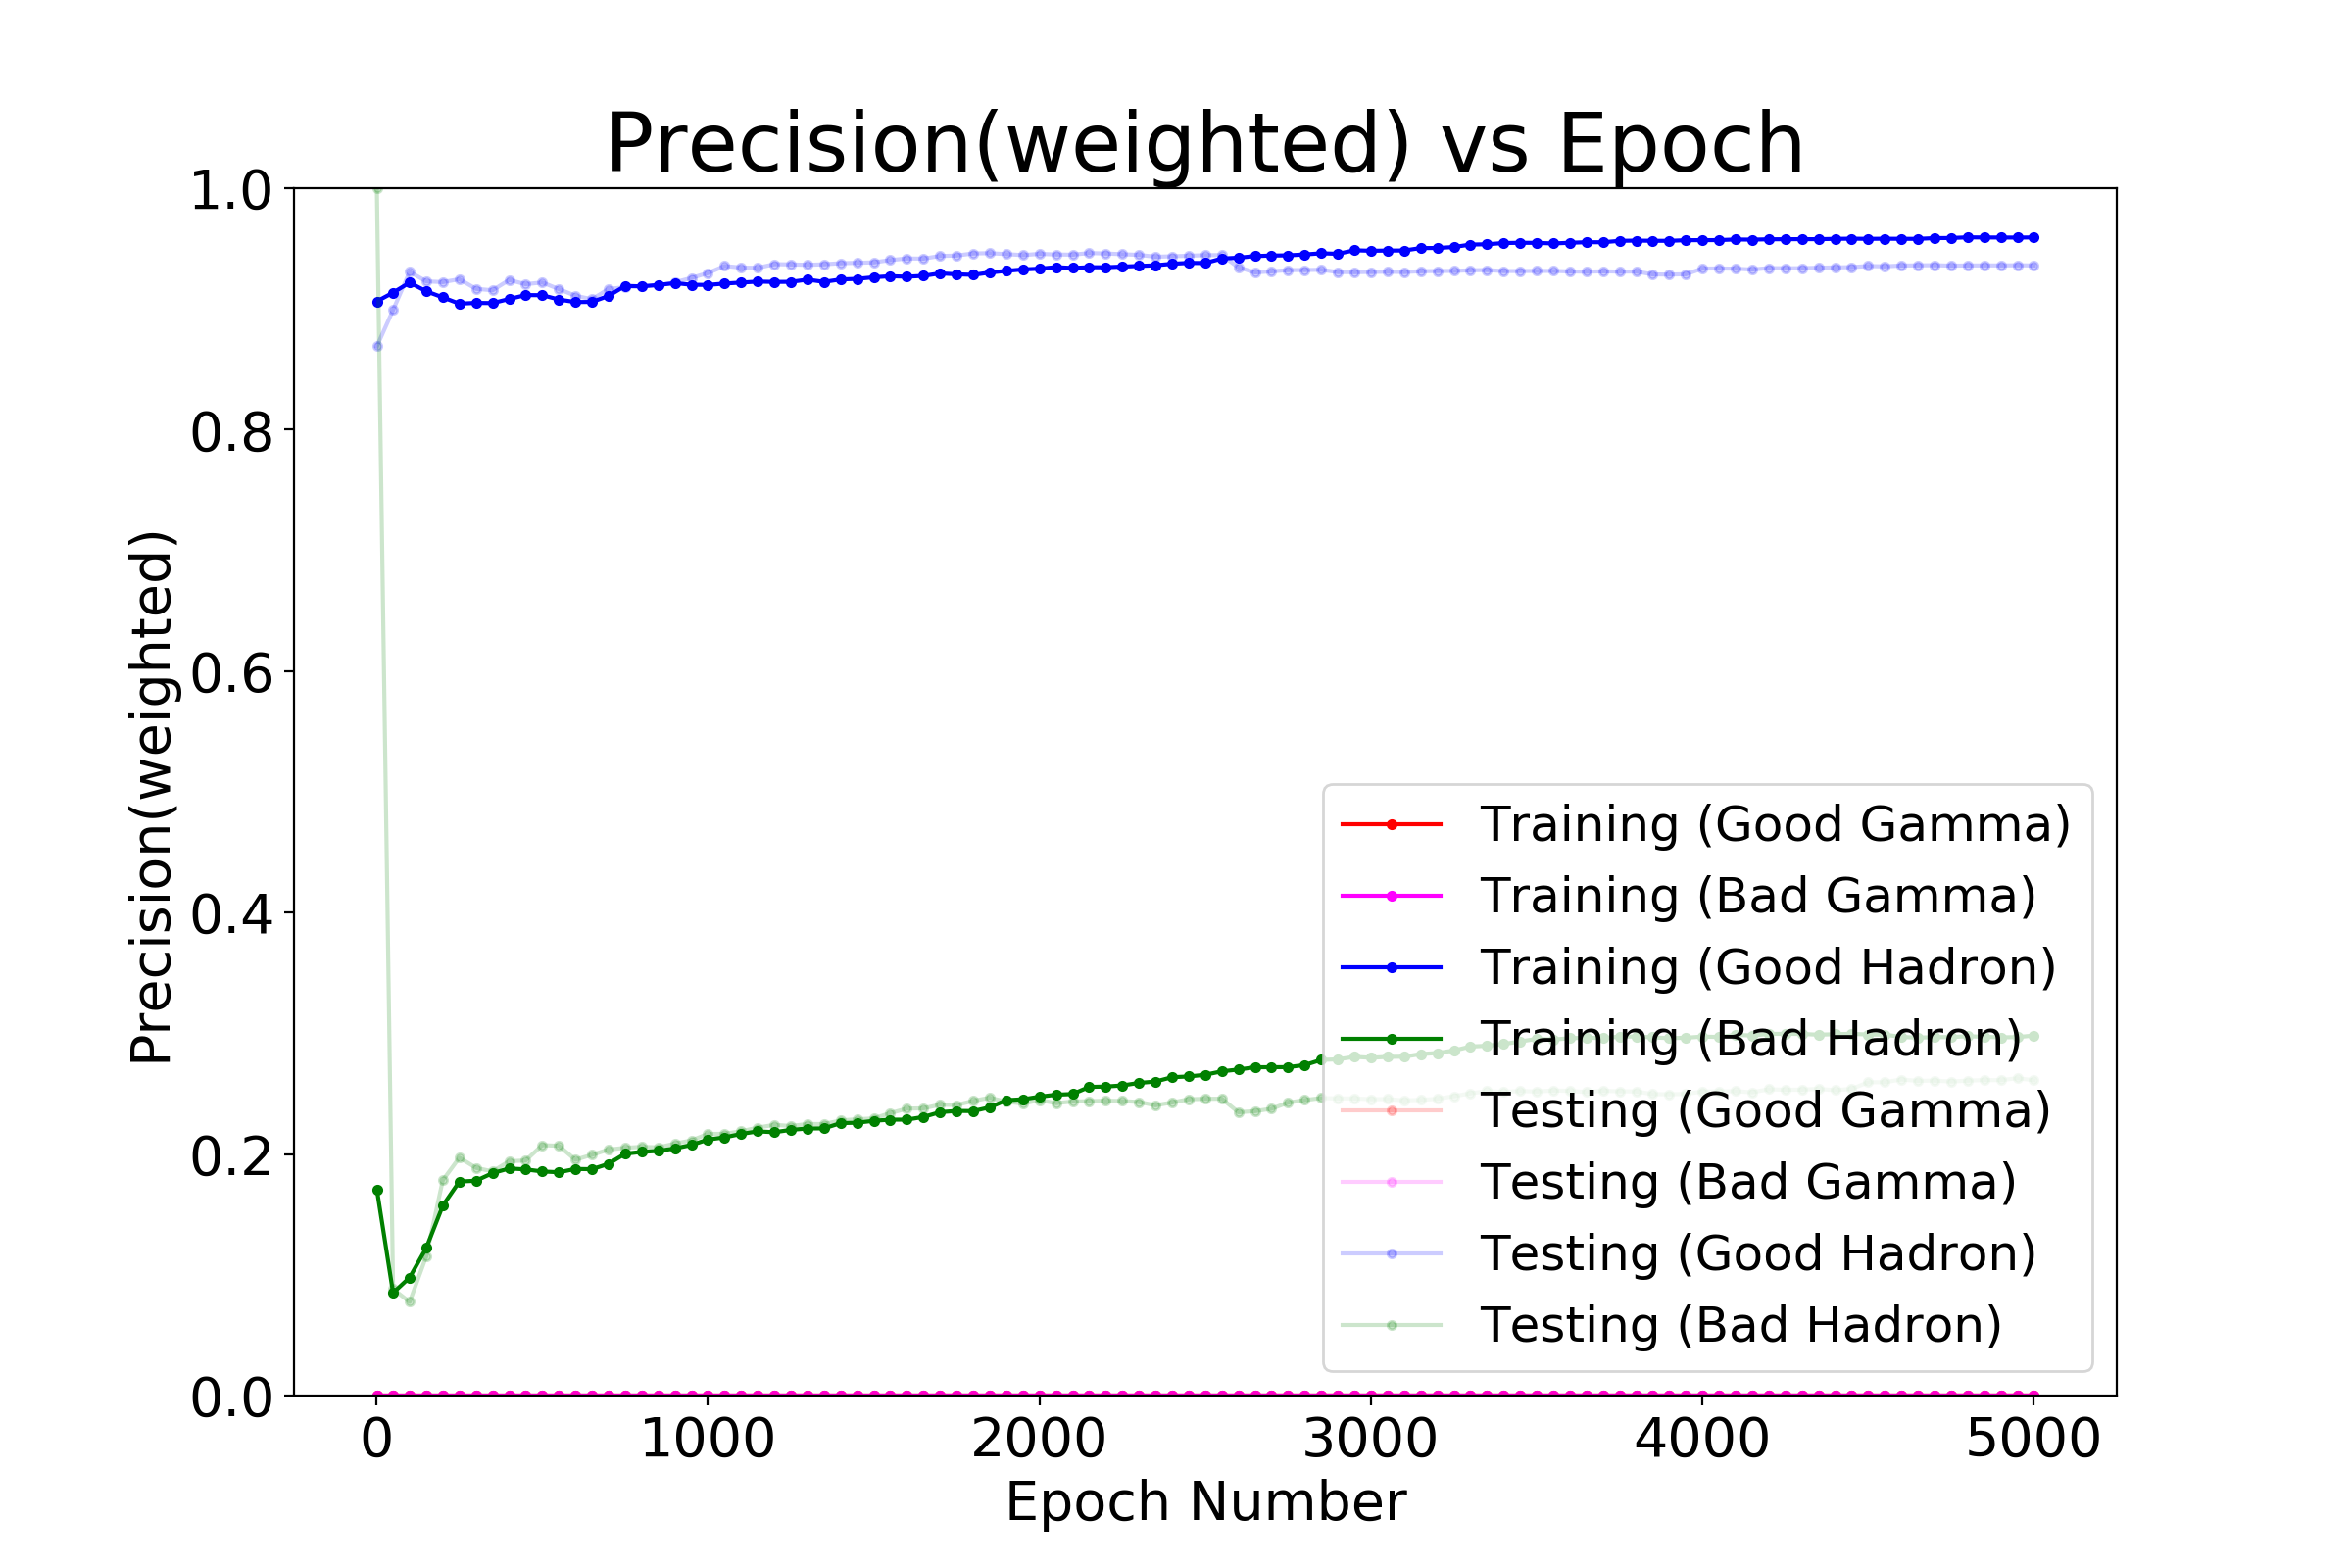 Precision(weighted) vs Epoch
Precision(weighted)
1.0
0.8
0.6
0.4
0.2
0.0
Training (Good Gamma)
Training (Bad Gamma)
Training (Good Hadron)
Training (Bad Hadron)
Testing (Good Gamma)
Testing (Bad Gamma)
Testing (Good Hadron)
Testing (Bad Hadron)
0 1000 2000 3000 4000 5000
Epoch Number